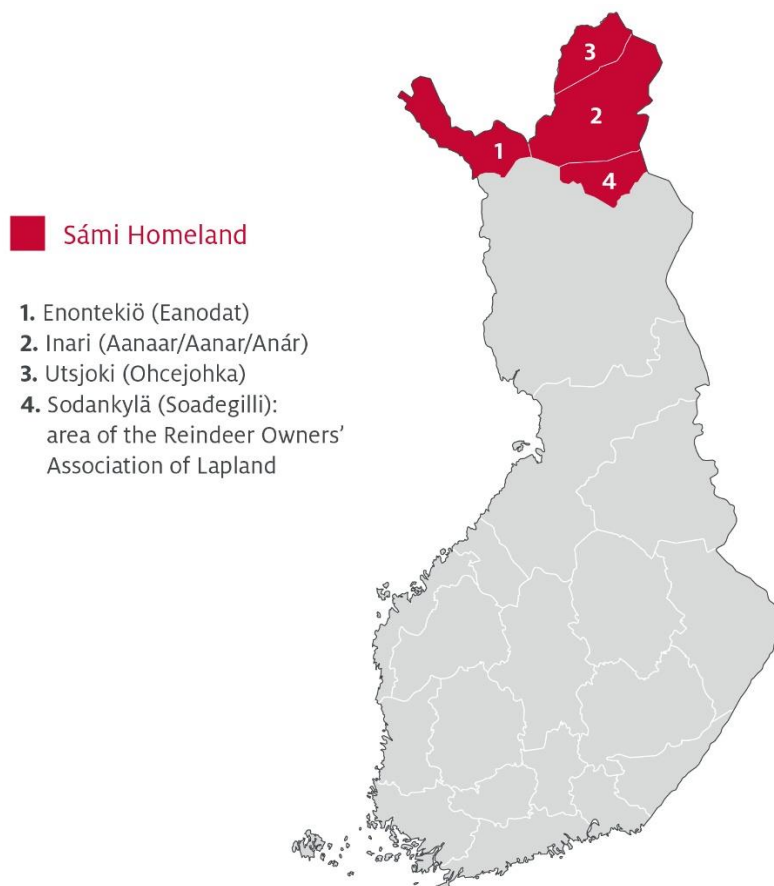 Sámi Homeland
1. Enontekiö (Eanodat)
2. Inari (Aanaar/Aanar/Anár)
3. Utsjoki (Ohcejohka)
4. Sodankylä (Soađegilli):
area of the Reindeer Owners’
Association of Lapland
3
2
1
4